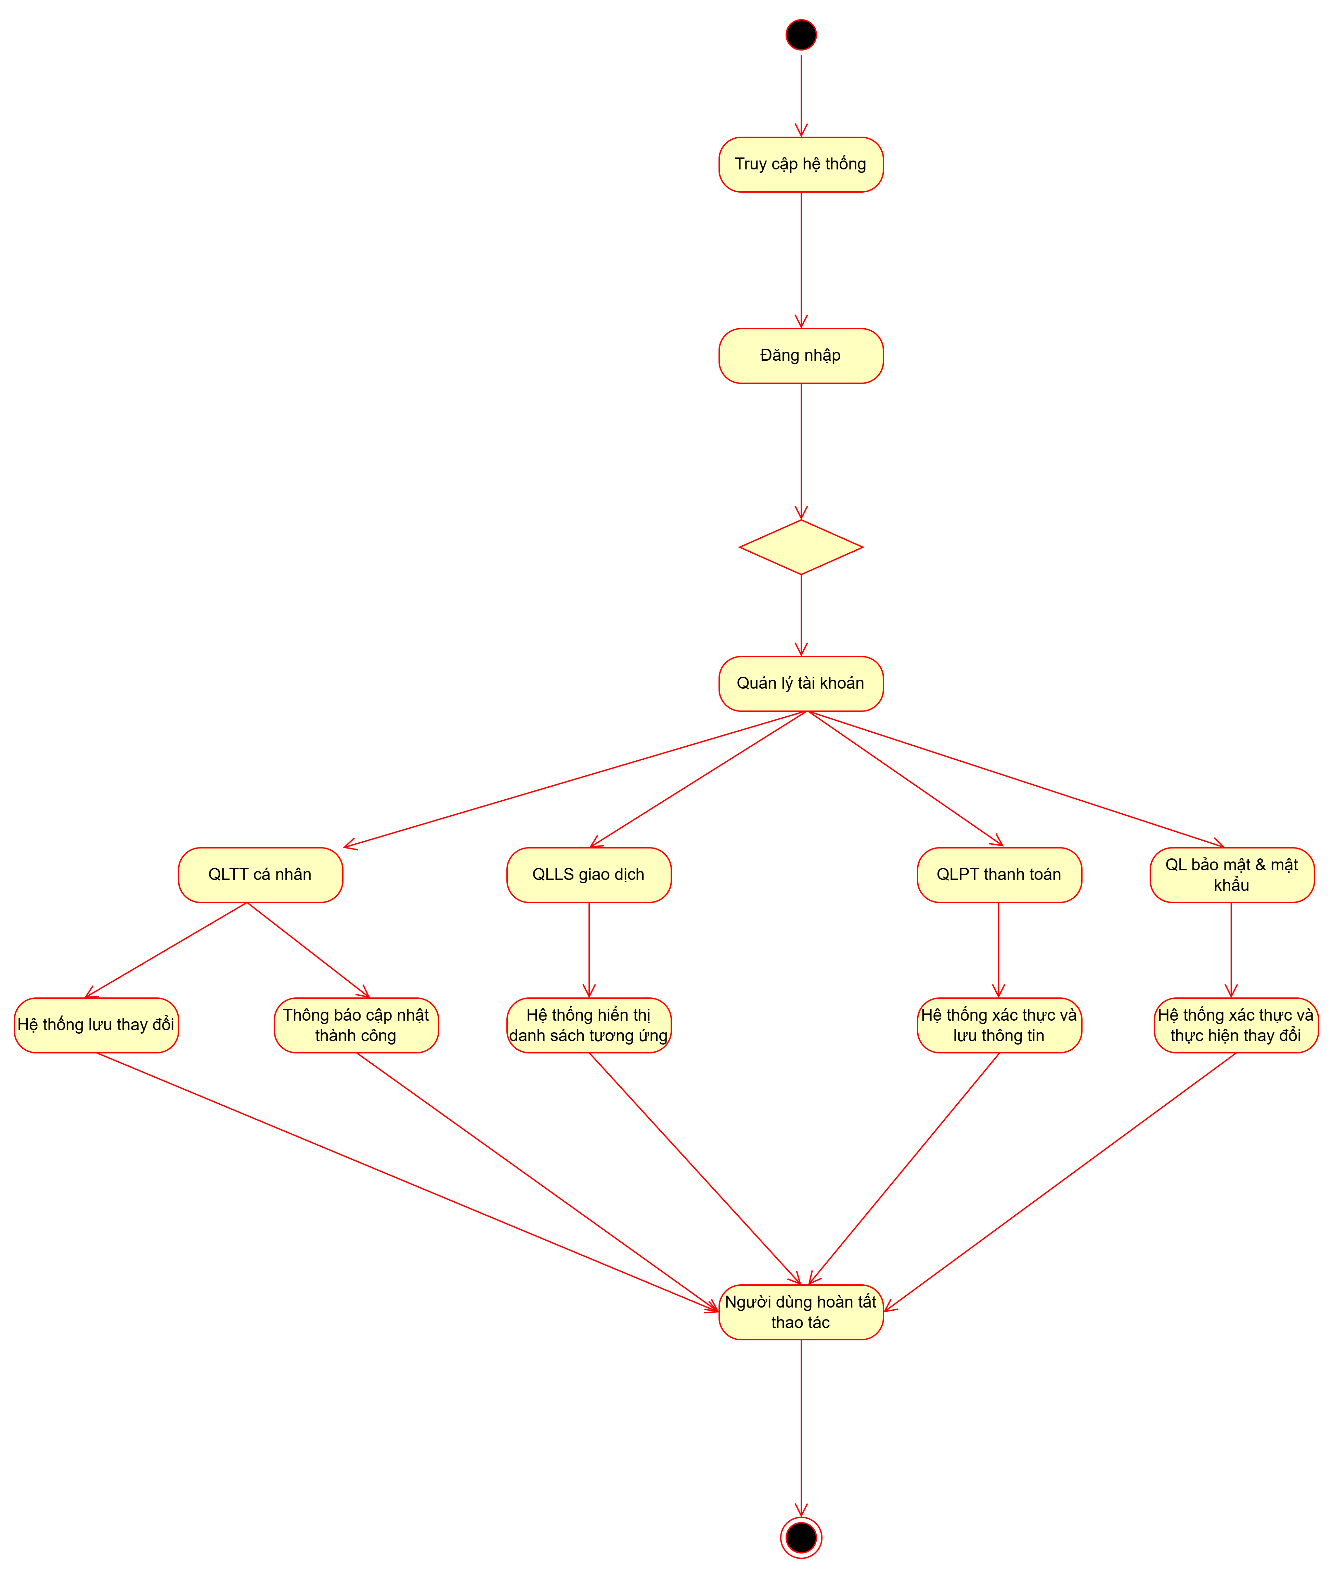 Truy cập hệ thống
Đăng nhập
Quản lý tài khoản
QLTT cá nhân
QLLS giao dịch
QLPT thanh toán
QL bảo mật & mật
khẩu
Hệ thống lưu thay đổi
Thông báo cập nhật
thành công
Hệ thống hiển thị
danh sách tương ứng
Hệ thống xác thực và
lưu thông tin
Hệ thống xác thực và
thực hiện thay đổi
Người dùng hoàn tất
thao tác